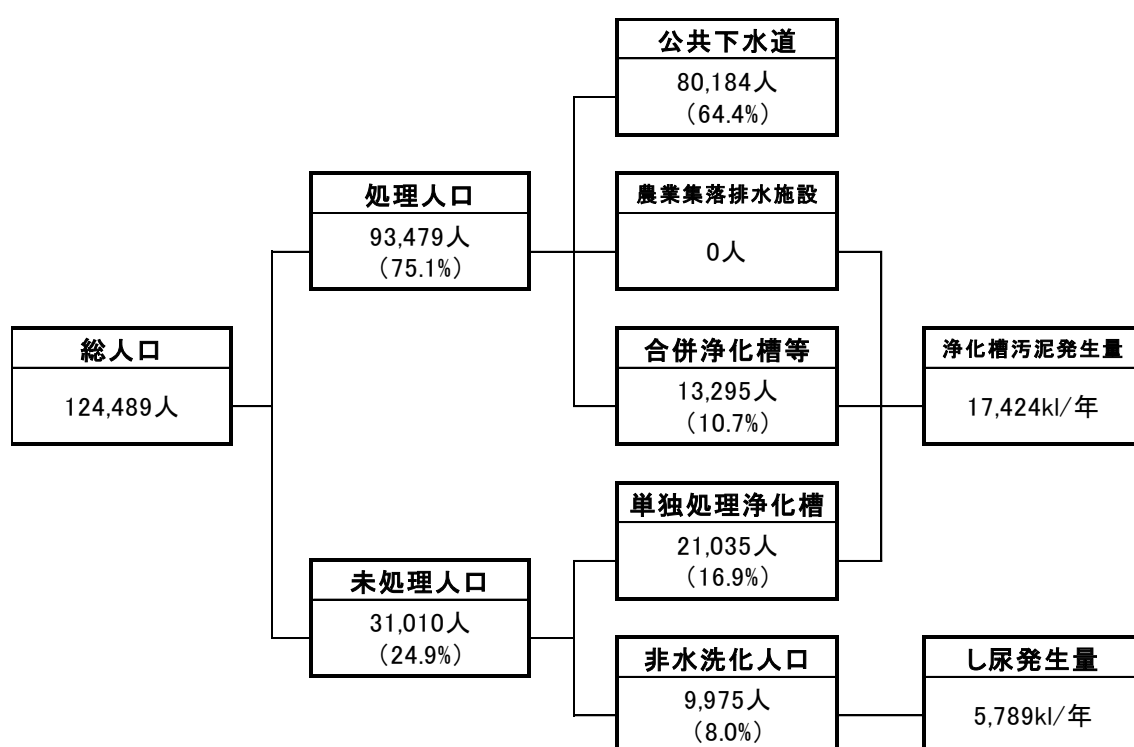 公共下水道
80,184人
(64.4%)
処理人口
93,479人
(75.1%)
農業集落排水施設
0人
総人口
124,489人
合併浄化槽等
13,295人
(10.7%)
浄化槽汚泥発生量
17,424kl/年
単独処理浄化槽
21,035人
(16.9%)
未処理人口
31,010人
(24.9%)
非水洗化人口
9,975人
(8.0%)
し尿発生量
5,789kl/年